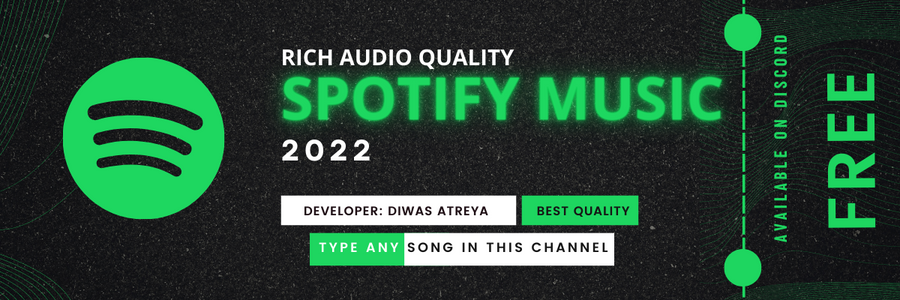 RICH AUDIO QUALITY
SPOTIFY MUSIC
2022
DEVELOPER: DIWAS ATREYA
BEST QUALITY
TYPE ANY SONG IN THIS CHANNEL
AVAILABLE ON DISCORD
FREE